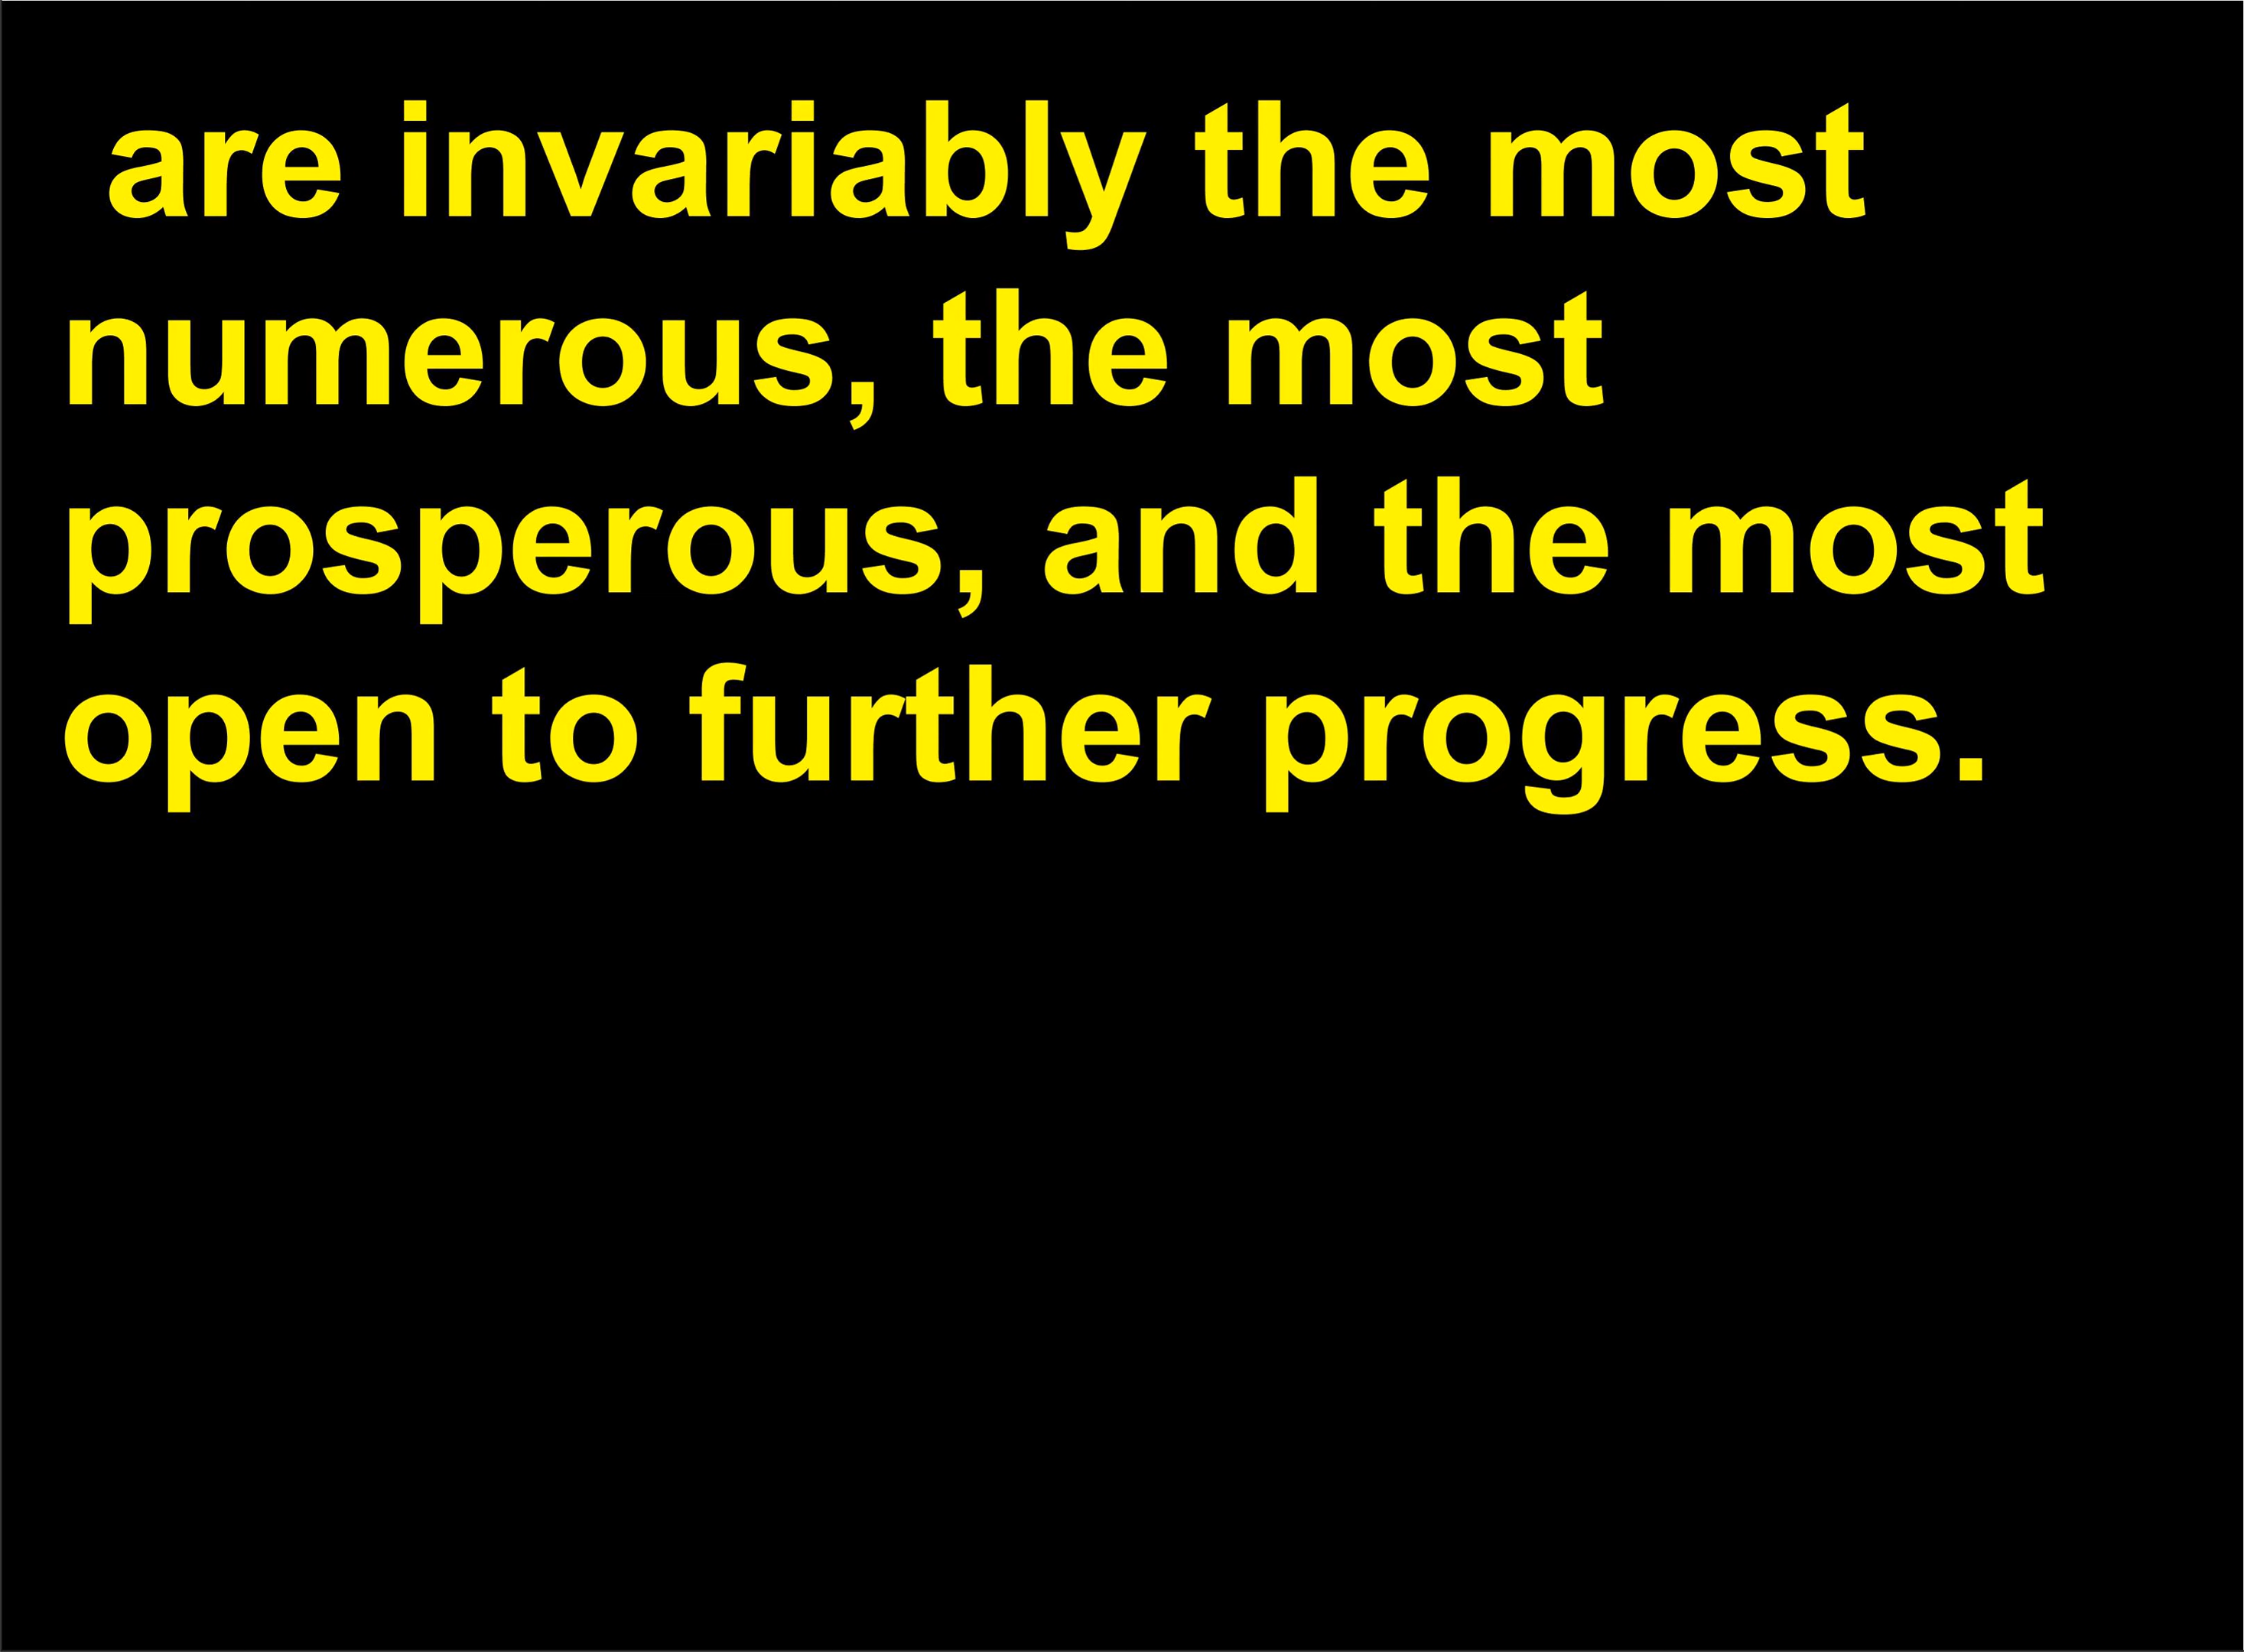 are invariably the most
numerous, the most
prosperous, and the most
open to further progress.